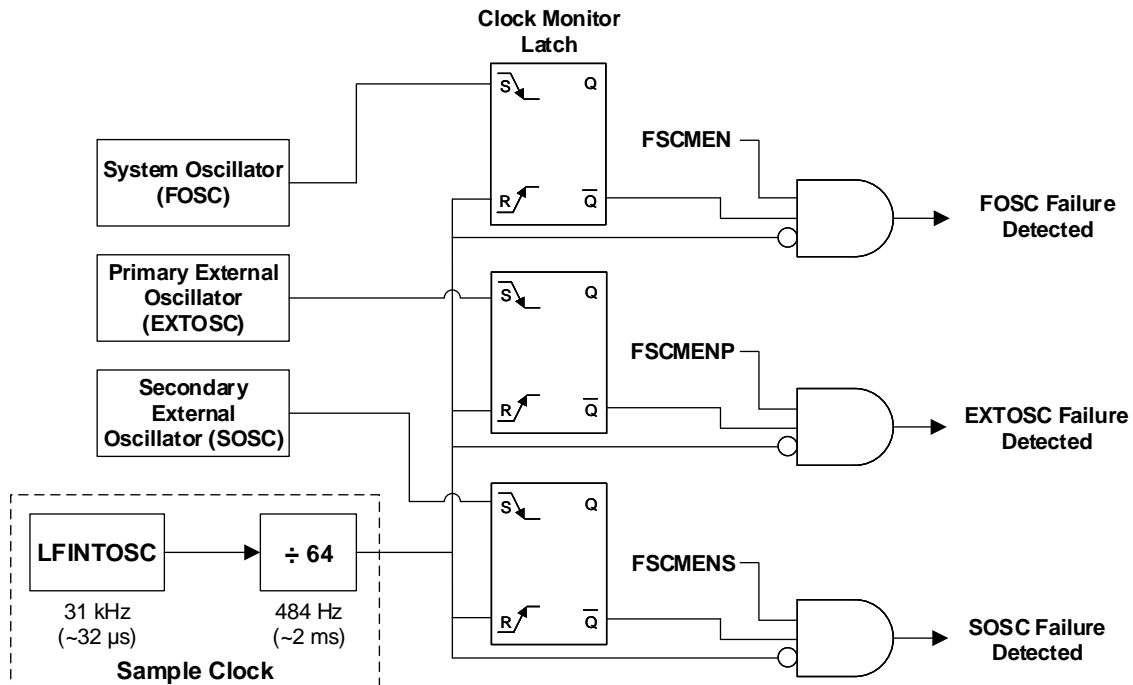 Clock Monitor
Latch
S
Q
R
Q
System Oscillator
(FOSC)
FSCMEN
FOSC Failure
Detected
Primary External
Oscillator
(EXTOSC)
S
Q
R
Q
FSCMENP
EXTOSC Failure
Detected
Secondary
External
Oscillator (SOSC)
S
Q
R
Q
FSCMENS
SOSC Failure
Detected
LFINTOSC
÷ 64
31 kHz
(~32 μs)
484 Hz
(~2 ms)
Sample Clock